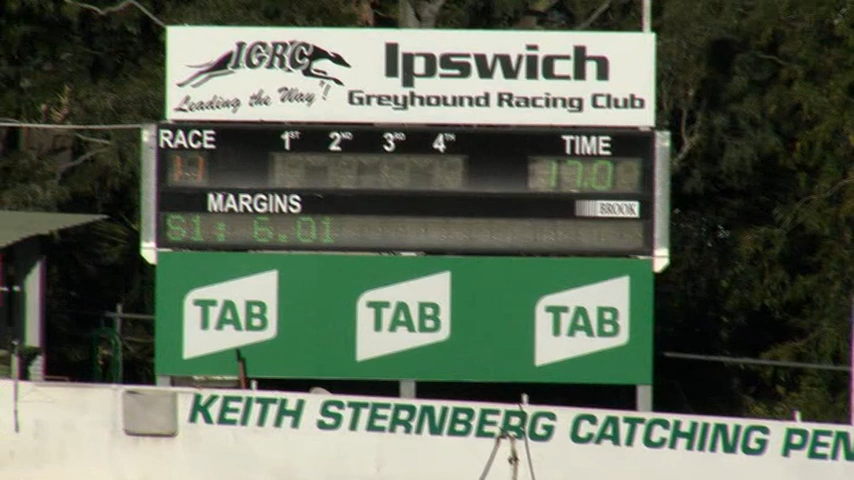 IGRC
Leading the Way!
Ipswich
Greyhound Racing Club
RACE 1ST 2ND 3RD 4TH TIME
11 17.0
MARGINS BROOK
S1: 6.01
TAB TAB TAB
KEITH STERNBERG CATCHING PEN